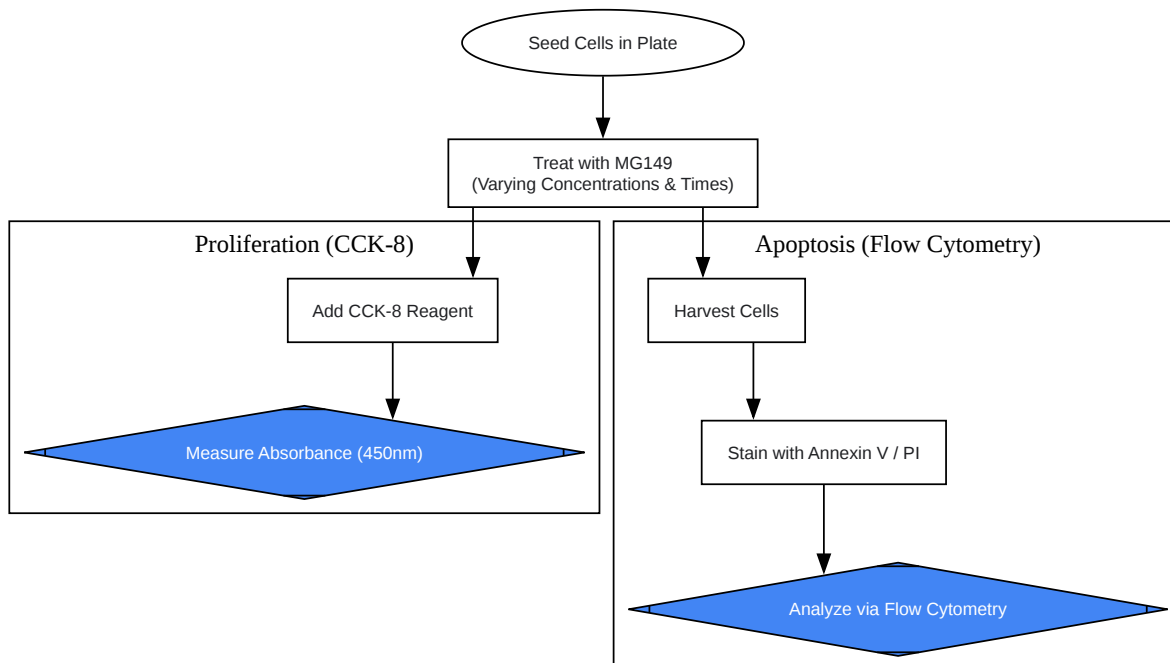 Seed Cells in Plate
Treat with MG149
(Varying Concentrations & Times)
Proliferation (CCK-8)
Add CCK-8 Reagent
Measure Absorbance (450nm)
Apoptosis (Flow Cytometry)
Harvest Cells
Stain with Annexin V / PI
Analyze via Flow Cytometry